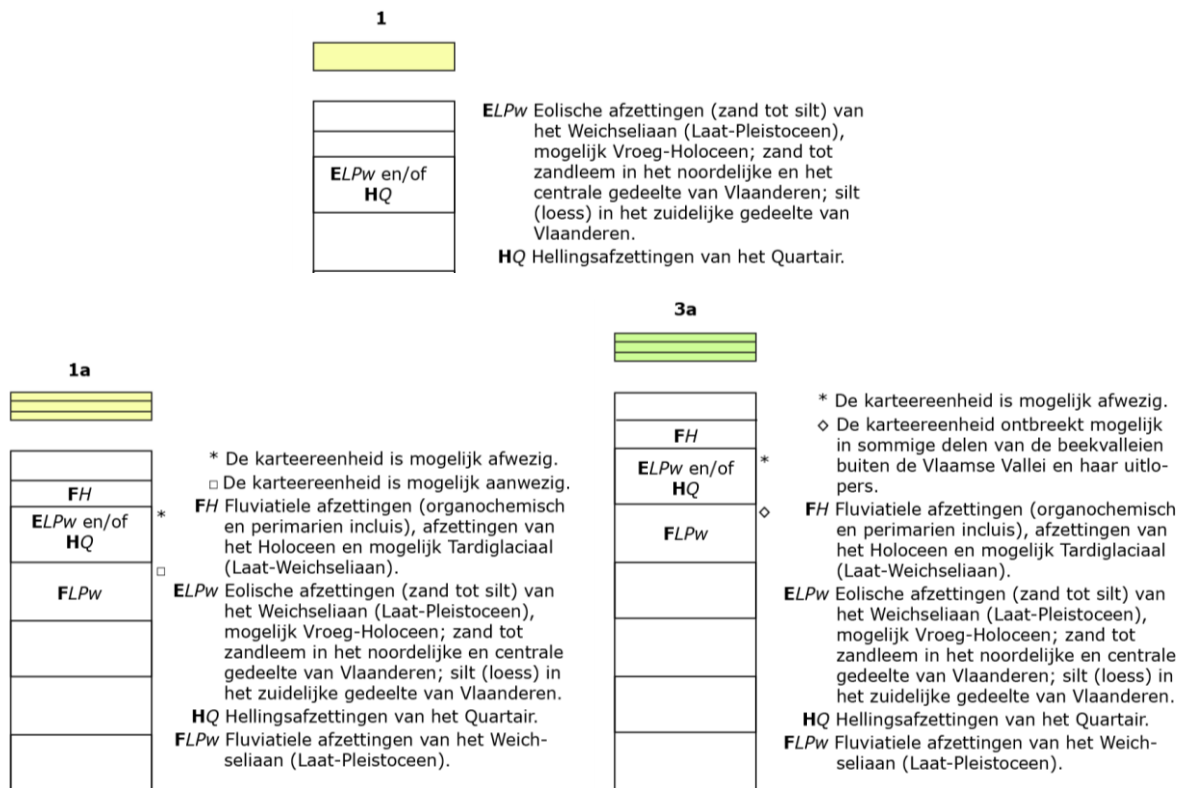 1
ELPw en/of
HQ
ELPw Eolische afzettingen (zand tot silt) van
het Weichseliaan (Laat-Pleistoceen),
mogelijk Vroeg-Holoceen; zand tot
zandleem in het noordelijke en het
centrale gedeelte van Vlaanderen; silt
(loess) in het zuidelijke gedeelte van
Vlaanderen.
HQ Hellingsafzettingen van het Quartair.
1a
FH
ELPw en/of
HQ
*
□
FLPw
* De karteereenheid is mogelijk afwezig.
□ De karteereenheid is mogelijk aanwezig.
FH Fluviatiele afzettingen (organochemisch
en perimarien incluis), afzettingen van
het Holoceen en mogelijk Tardiglaciaal
(Laat-Weichseliaan).
ELPw Eolische afzettingen (zand tot silt) van
het Weichseliaan (Laat-Pleistoceen),
mogelijk Vroeg-Holoceen; zand tot
zandleem in het noordelijke en centrale
gedeelte van Vlaanderen; silt (loess) in
het zuidelijke gedeelte van Vlaanderen.
HQ Hellingsafzettingen van het Quartair.
FLPw Fluviatiele afzettingen van het Weich-
seliaan (Laat-Pleistoceen).
3a
FH
ELPw en/of
HQ
*
◇
FLPw
* De karteereenheid is mogelijk afwezig.
◇ De karteereenheid ontbreekt mogelijk
in sommige delen van de beekvalleien
buiten de Vlaamse Vallei en haar uitlo-
pers.
FH Fluviatiele afzettingen (organochemisch
en perimarien incluis), afzettingen van
het Holoceen en mogelijk Tardiglaciaal
(Laat-Weichseliaan).
ELPw Eolische afzettingen (zand tot silt) van
het Weichseliaan (Laat-Pleistoceen),
mogelijk Vroeg-Holoceen; zand tot
zandleem in het noordelijke en centrale
gedeelte van Vlaanderen; silt (loess) in
het zuidelijke gedeelte van Vlaanderen.
HQ Hellingsafzettingen van het Quartair.
FLPw Fluviatiele afzettingen van het Weich-
seliaan (Laat-Pleistoceen).